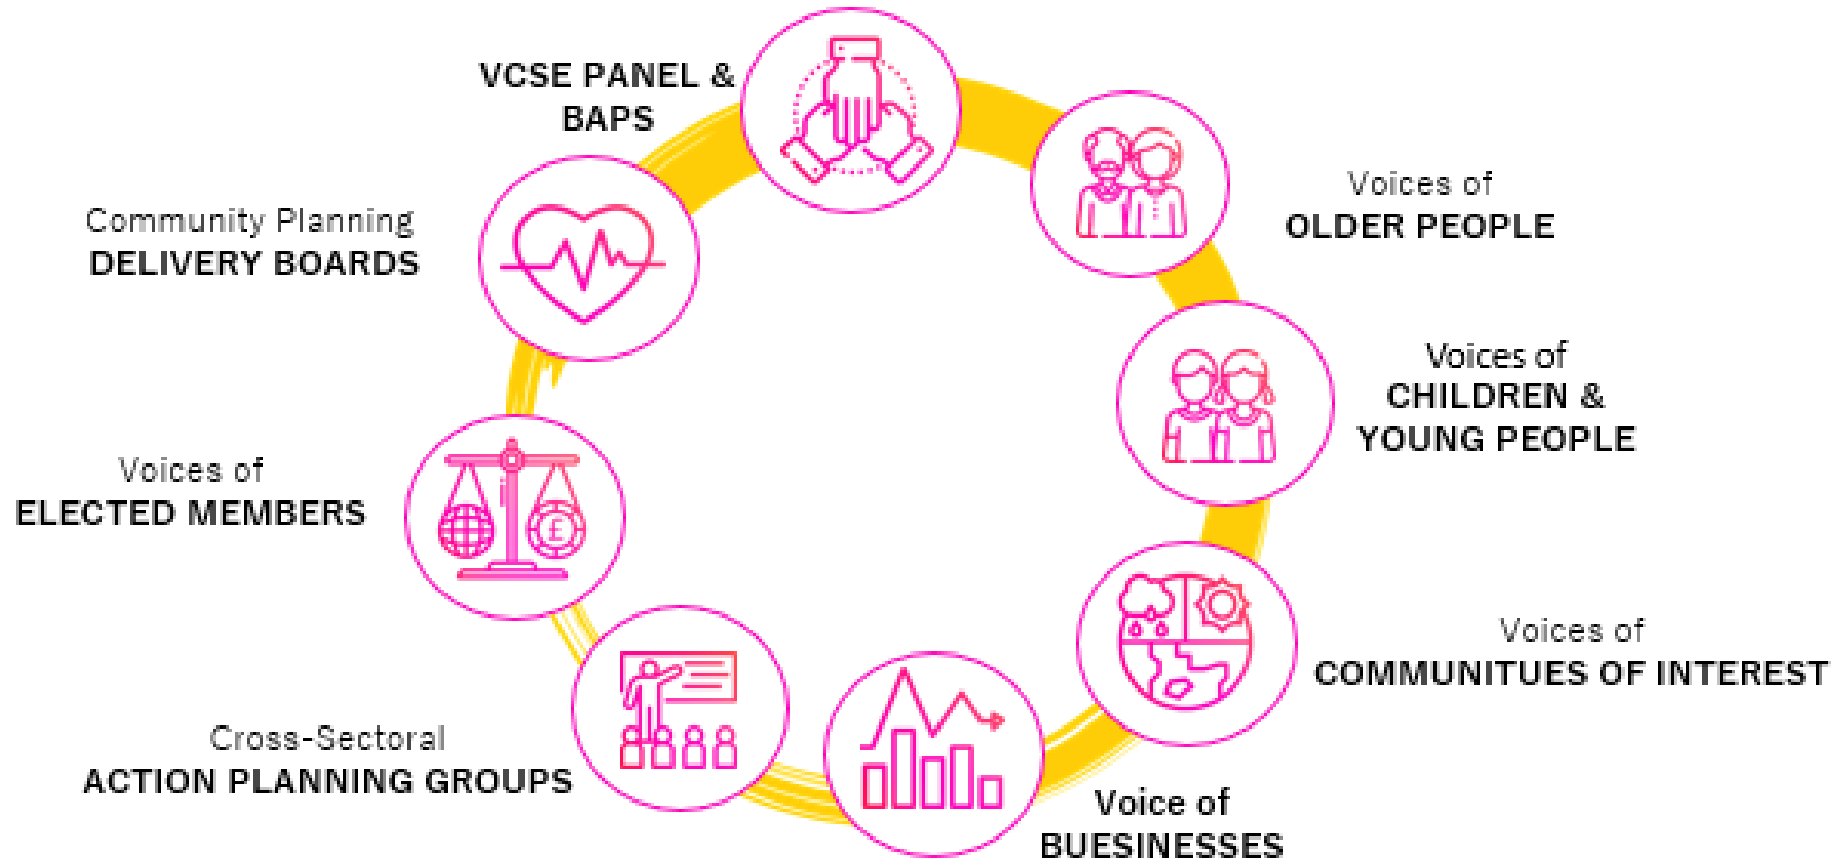 VCSE PANEL &
BAPS
Voices of
OLDER PEOPLE
Voices of
CHILDREN &
YOUNG PEOPLE
Voices of
COMMUNITUES OF INTEREST
Voice of
BUESINESSES
Cross-Sectoral
ACTION PLANNING GROUPS
Voices of
ELECTED MEMBERS
£
Community Planning
DELIVERY BOARDS